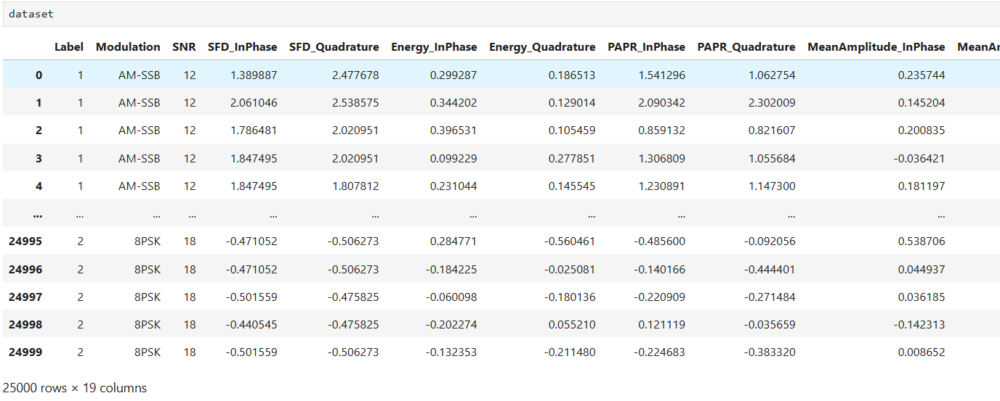 dataset
Label Modulation SNR SFD_InPhase SFD_Quadrature Energy_InPhase Energy_Quadrature PAPR_InPhase PAPR_Quadrature MeanAmplitude_InPhase MeanAr
0 1 AM-SSB 12 1.389887 2.477678 0.299287 0.186513 1.541296 1.062754 0.235744
1 1 AM-SSB 12 2.061046 2.538575 0.344202 0.129014 2.090342 2.302009 0.145204
2 1 AM-SSB 12 1.786481 2.020951 0.396531 0.105459 0.859132 0.821607 0.200835
3 1 AM-SSB 12 1.847495 2.020951 0.099229 0.277851 1.306809 1.055684 -0.036421
4 1 AM-SSB 12 1.847495 1.807812 0.231044 0.145545 1.230891 1.147300 0.181197
... ... ... ... ... ... ... ... ... ... ...
24995 2 8PSK 18 -0.471052 -0.506273 0.284771 -0.560461 -0.485600 -0.092056 0.538706
24996 2 8PSK 18 -0.471052 -0.506273 -0.184225 -0.025081 -0.140166 -0.444401 0.044937
24997 2 8PSK 18 -0.501559 -0.475825 -0.060098 -0.180136 -0.220909 -0.271484 0.036185
24998 2 8PSK 18 -0.440545 -0.475825 -0.202274 0.055210 0.121119 -0.035659 -0.142313
24999 2 8PSK 18 -0.501559 -0.506273 -0.132353 -0.211480 -0.224683 -0.383320 0.008652
25000 rows × 19 columns